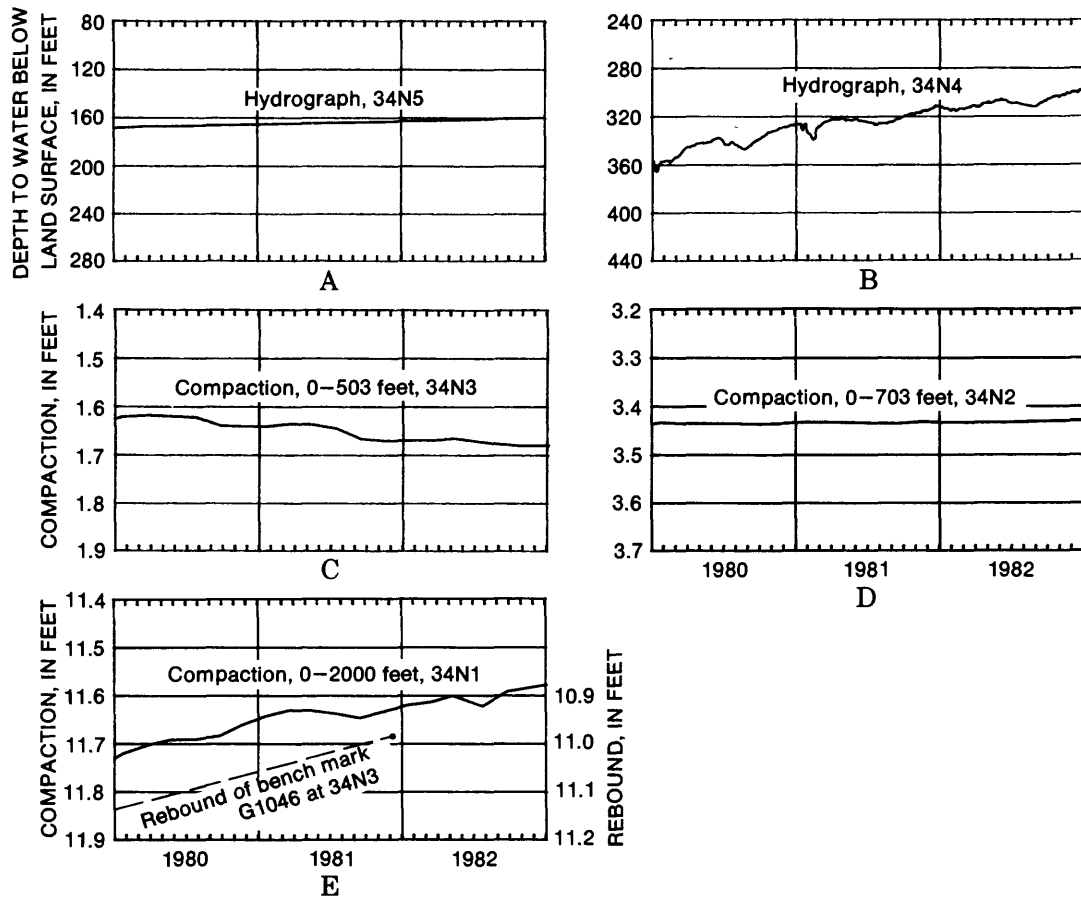 DEPTH TO WATER BELOW
LAND SURFACE, IN FEET
80
120
160
200
240
280
Hydrograph, 34N5
A
240
280
320
360
400
440
Hydrograph, 34N4
B
COMPACTION, IN FEET
1.4
1.5
1.6
1.7
1.8
1.9
Compaction, 0–503 feet, 34N3
C
3.2
3.3
3.4
3.5
3.6
3.7
Compaction, 0–703 feet, 34N2
1980
1981
1982
D
COMPACTION, IN FEET
11.4
11.5
11.6
11.7
11.8
11.9
Compaction, 0–2000 feet, 34N1
Rebound of bench mark
G1046 at 34N3
10.9
11.0
11.1
11.2
REBOUND, IN FEET
1980
1981
1982
E